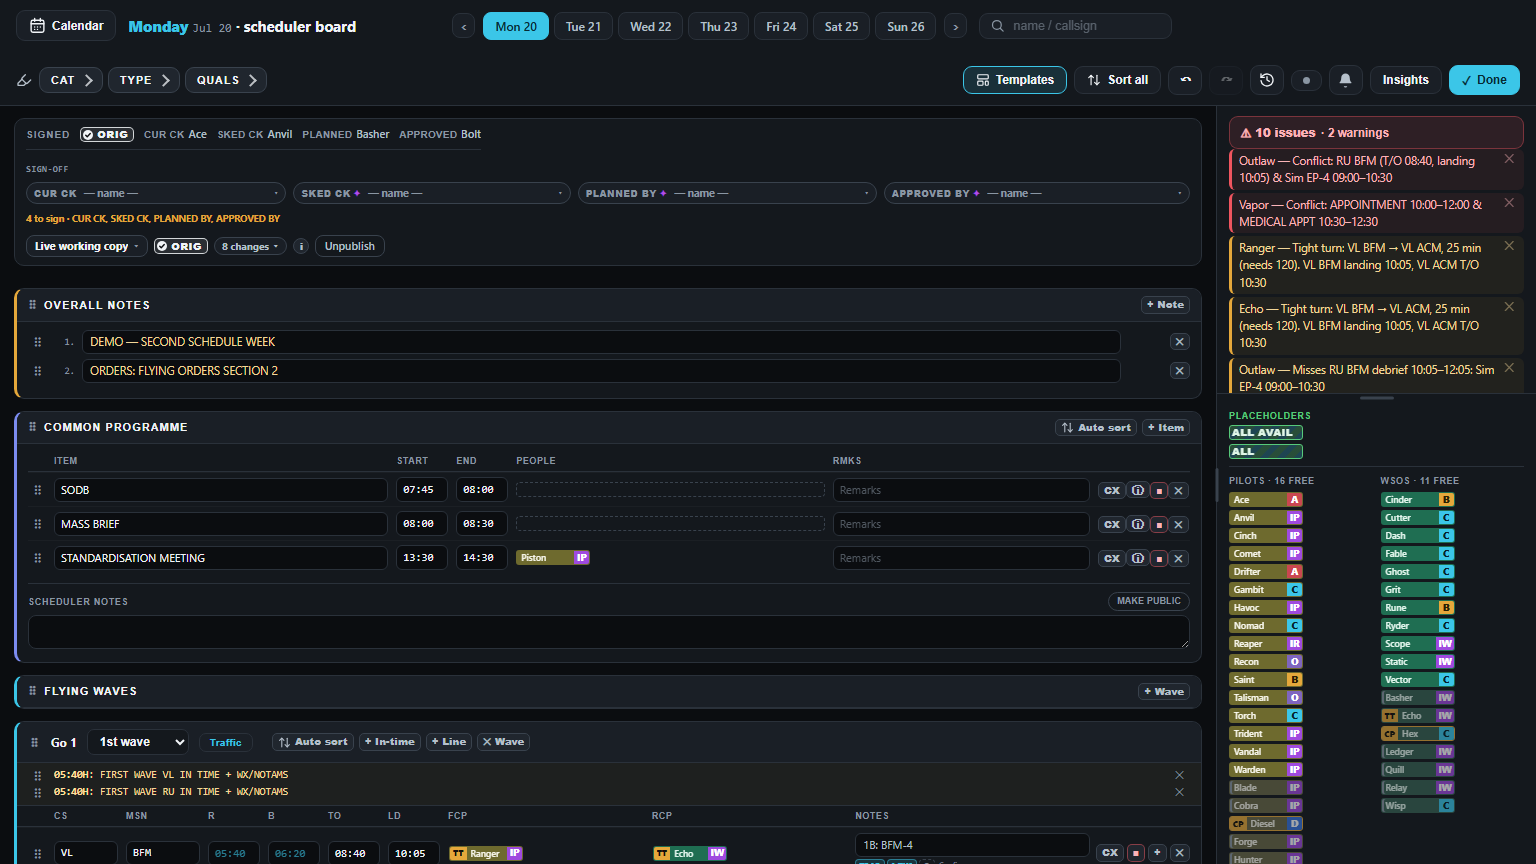 Calendar
Monday Jul 20 · scheduler board
Mon 20
Tue 21
Wed 22
Thu 23
Fri 24
Sat 25
Sun 26
name / callsign
CAT
TYPE
QUALS
Templates
Sort all
Insights
✓ Done
SIGNED ORIG CUR CK Ace SKED CK Anvil PLANNED Basher APPROVED Bolt
SIGN-OFF
CUR CK — name —
SKED CK — name —
PLANNED BY — name —
APPROVED BY — name —
4 to sign · CUR CK, SKED CK, PLANNED BY, APPROVED BY
Live working copy ORIG 8 changes i Unpublish
OVERALL NOTES
+ Note
1. DEMO — SECOND SCHEDULE WEEK
2. ORDERS: FLYING ORDERS SECTION 2
COMMON PROGRAMME
Auto sort + Item
ITEM START END PEOPLE RMKS
SODB 07:45 08:00 Remarks CX
MASS BRIEF 08:00 08:30 Remarks CX
STANDARDISATION MEETING 13:30 14:30 Piston IP Remarks CX
SCHEDULER NOTES
MAKE PUBLIC
FLYING WAVES
+ Wave
Go 1 1st wave Traffic Auto sort + In-time + Line X Wave
05:40H: FIRST WAVE VL IN TIME + WX/NOTAMS
05:40H: FIRST WAVE RU IN TIME + WX/NOTAMS
CS MSN R B TO LD FCP RCP NOTES
VL BFM 05:40 06:20 08:40 10:05 TT Ranger IP TT Echo IW 1B: BFM-4 CX
10 issues · 2 warnings
Outlaw — Conflict: RU BFM (T/O 08:40, landing
10:05) & Sim EP-4 09:00–10:30
Vapor — Conflict: APPOINTMENT 10:00–12:00 &
MEDICAL APPT 10:30–12:30
Ranger — Tight turn: VL BFM → VL ACM, 25 min
(needs 120). VL BFM landing 10:05, VL ACM T/O
10:30
Echo — Tight turn: VL BFM → VL ACM, 25 min
(needs 120). VL BFM landing 10:05, VL ACM T/O
10:30
Outlaw — Misses RU BFM debrief 10:05–12:05: Sim
EP-4 09:00–10:30
PLACEHOLDERS
ALL AVAIL
ALL
PILOTS · 16 FREE
Ace A
Anvil IP
Cinch IP
Comet IP
Drifter A
Gambit C
Havoc IP
Nomad C
Reaper IR
Recon O
Saint B
Talisman O
Torch C
Trident IP
Vandal IP
Warden IP
Blade IP
Cobra IP
CP Diesel D
Forge IP
Hunter IP
WSOS · 11 FREE
Cinder B
Cutter C
Dash C
Fable C
Ghost C
Grit C
Rune B
Ryder C
Scope IW
Static IW
Vector C
Basher IW
TT Echo IW
CP Hex C
Ledger IW
Quill IW
Relay IW
Wisp C